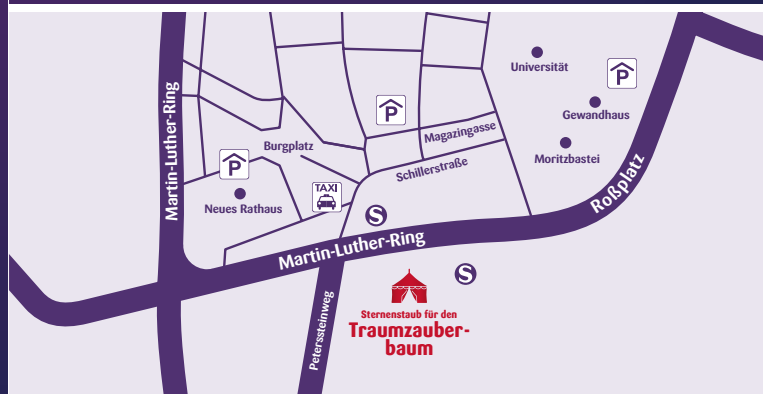 Universität
P
Gewandhaus
P
Martin-Luther-Ring
Magazingasse
Burgplatz
Moritzbastei
P
Schillerstraße
Roßplatz
TAXI
Neues Rathaus
S
Martin-Luther-Ring
S
Peterssteinweg
Sternenstaub für den
Traumzauber-
baum